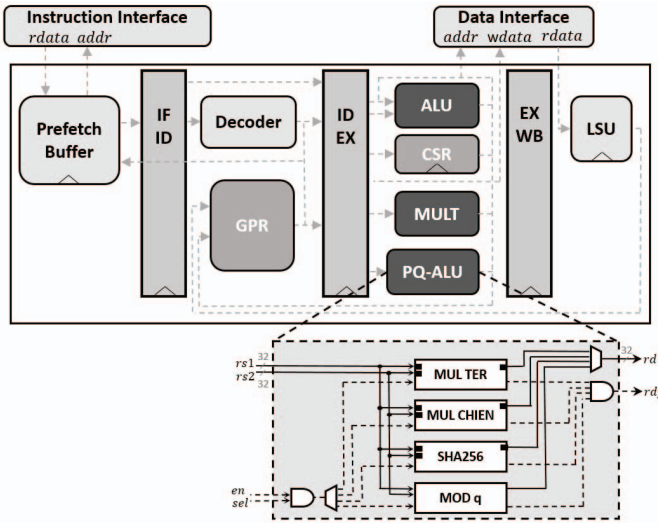 Instruction Interface
rdata addr
Data Interface
addr wdata rdata
Prefetch
Buffer
IF
ID
Decoder
GPR
ID
EX
ALU
CSR
MULT
PQ-ALU
EX
WB
LSU
32
rs1
rs2
32
MUL TER
MUL CHIEN
SHA256
MOD q
en
sel
32
rd